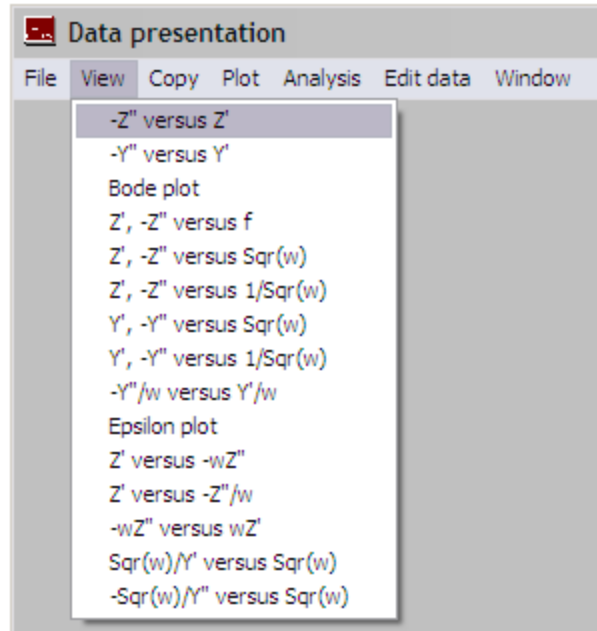 Data presentation
File View Copy Plot Analysis Edit data Window
-Z" versus Z'
-Y" versus Y'
Bode plot
Z', -Z" versus f
Z', -Z" versus Sqr(w)
Z', -Z" versus 1/Sqr(w)
Y', -Y" versus Sqr(w)
Y', -Y" versus 1/Sqr(w)
-Y"/w versus Y'/w
Epsilon plot
Z' versus -wZ"
Z' versus -Z"/w
-wZ" versus wZ'
Sqr(w)/Y' versus Sqr(w)
-Sqr(w)/Y" versus Sqr(w)